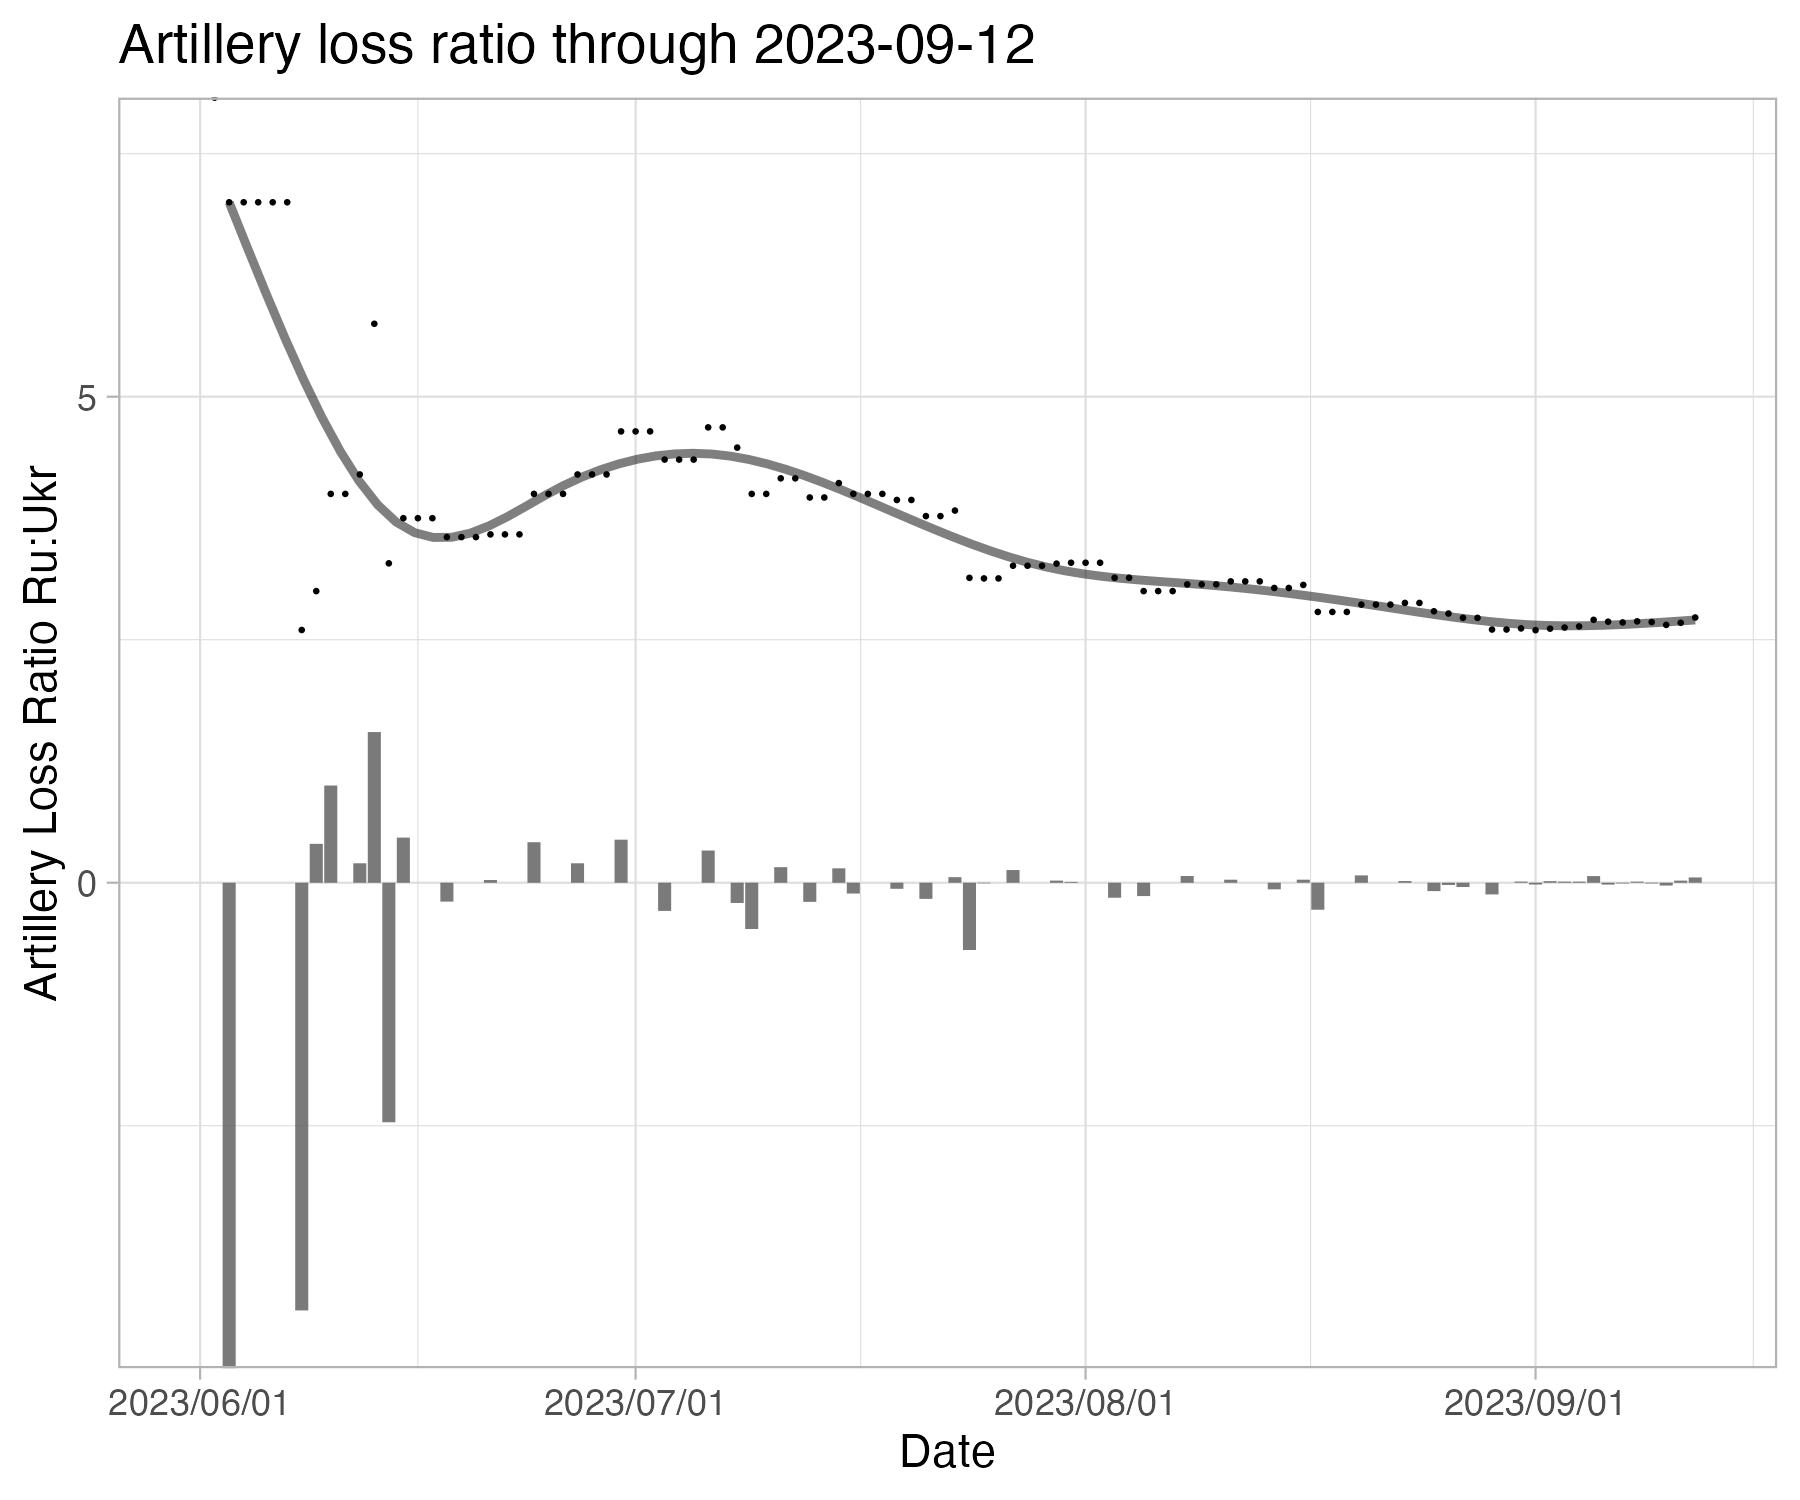 Artillery loss ratio through 2023-09-12
Artillery Loss Ratio Ru:Ukr
5
0
2023/06/01
2023/07/01
2023/08/01
2023/09/01
Date